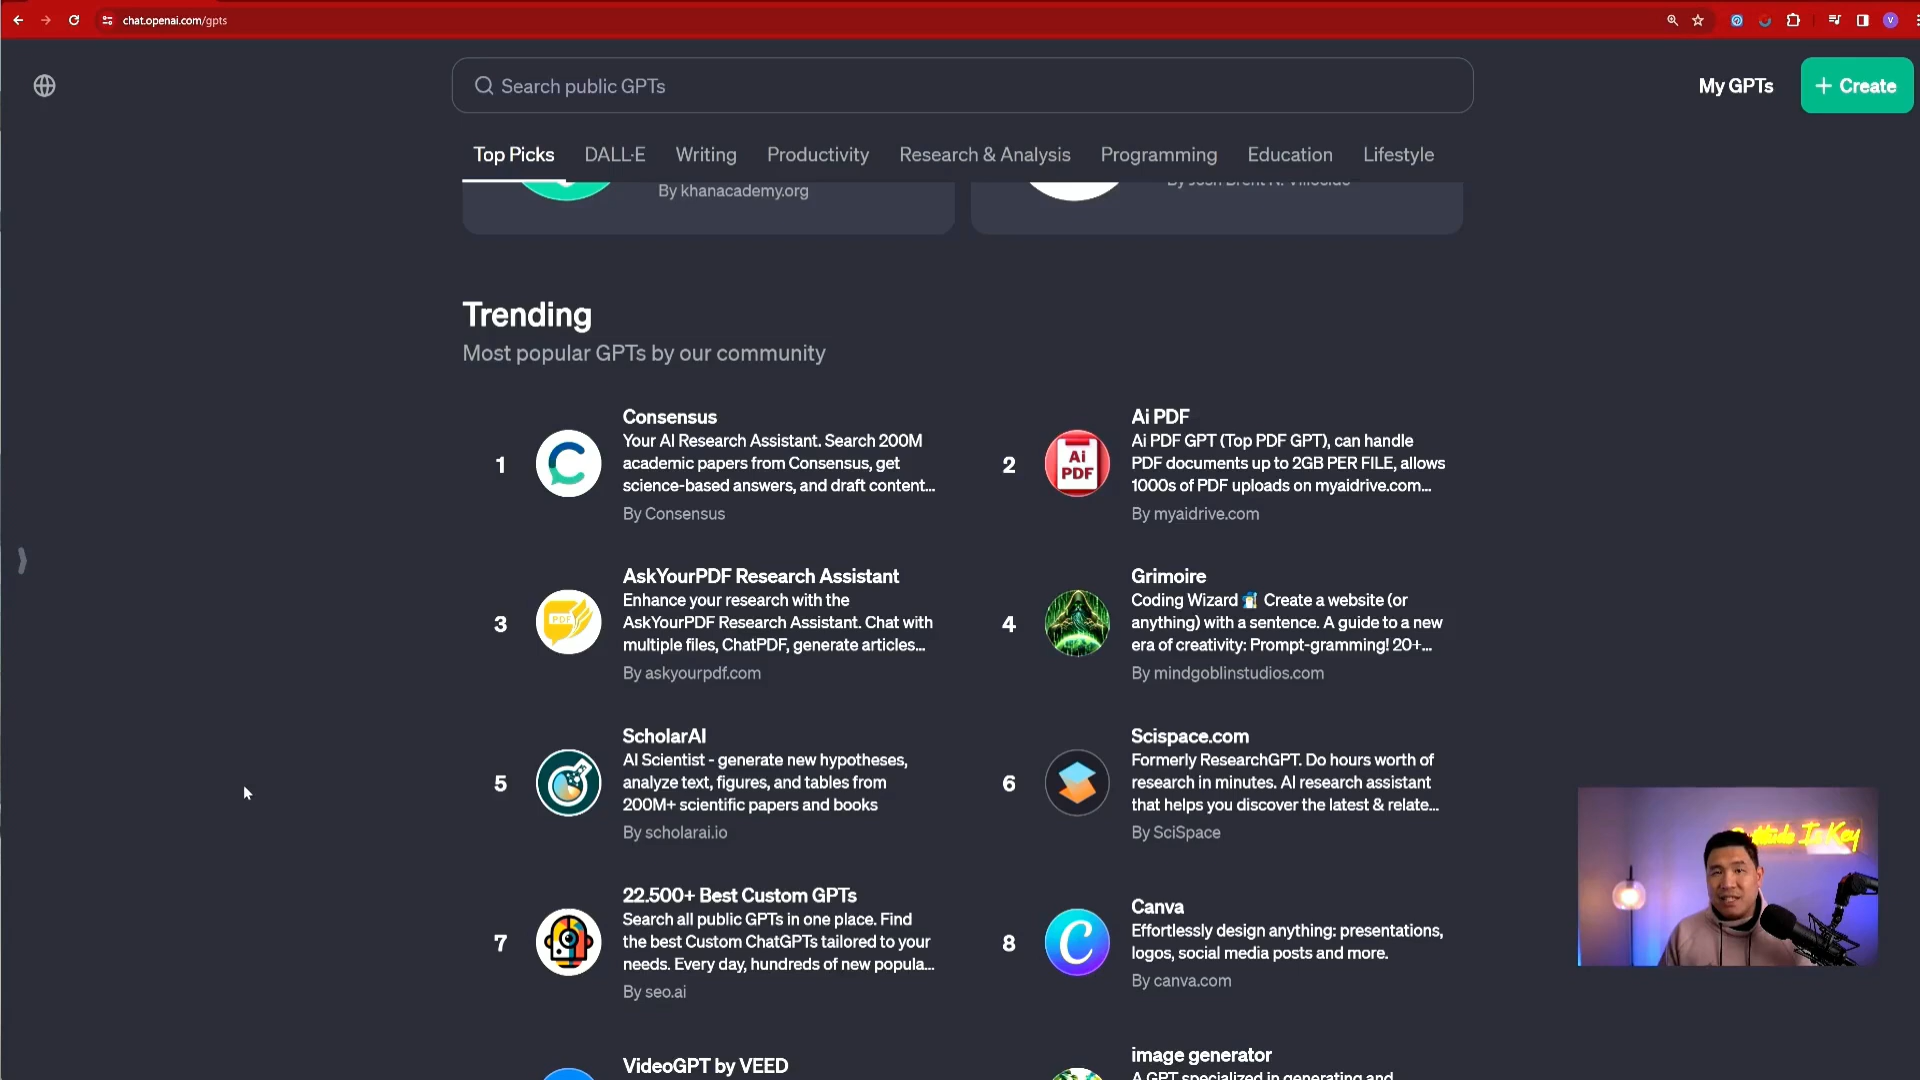 chat.openai.com/gpts
Search public GPTs
My GPTs
+ Create
Top Picks
DALL·E
Writing
Productivity
Research & Analysis
Programming
Education
Lifestyle
By khanacademy.org
Trending
Most popular GPTs by our community
1
Consensus
Your AI Research Assistant. Search 200M
academic papers from Consensus, get
science-based answers, and draft content...
By Consensus
2
Ai
PDF
Ai PDF
Ai PDF GPT (Top PDF GPT), can handle
PDF documents up to 2GB PER FILE, allows
1000s of PDF uploads on myaidrive.com...
By myaidrive.com
3
PDF
AskYourPDF Research Assistant
Enhance your research with the
AskYourPDF Research Assistant. Chat with
multiple files, ChatPDF, generate articles...
By askyourpdf.com
4
Grimoire
Coding Wizard🧙‍♂️ Create a website (or
anything) with a sentence. A guide to a new
era of creativity: Prompt-gramming! 20+...
By mindgoblinstudios.com
5
ScholarAI
AI Scientist - generate new hypotheses,
analyze text, figures, and tables from
200M+ scientific papers and books
By scholarai.io
6
Scispace.com
Formerly ResearchGPT. Do hours worth of
research in minutes. AI research assistant
that helps you discover the latest & relate...
By SciSpace
7
22.500+ Best Custom GPTs
Search all public GPTs in one place. Find
the best Custom ChatGPTs tailored to your
needs. Every day, hundreds of new popula...
By seo.ai
8
C
Canva
Effortlessly design anything: presentations,
logos, social media posts and more.
By canva.com
VideoGPT by VEED
image generator
A GPT specialized in generating and
Is Key
V